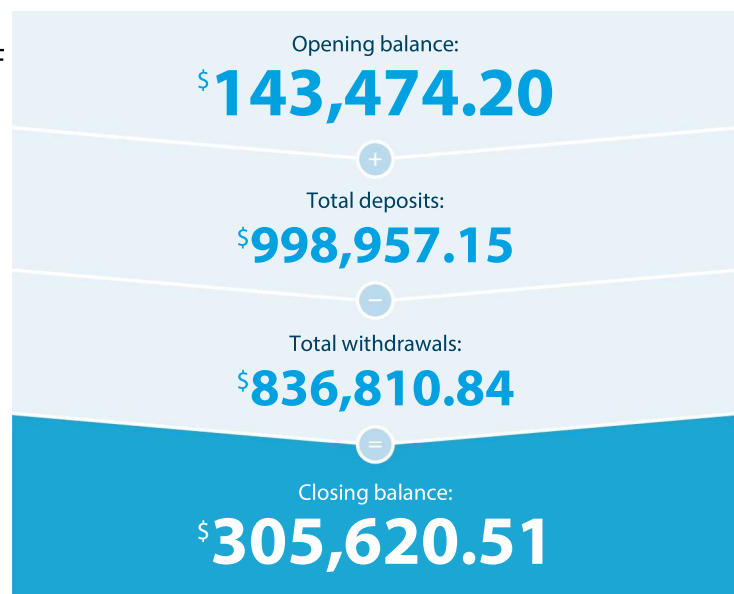 Opening balance:
$143,474.20
+
Total deposits:
$998,957.15
−
Total withdrawals:
$836,810.84
=
Closing balance:
$305,620.51